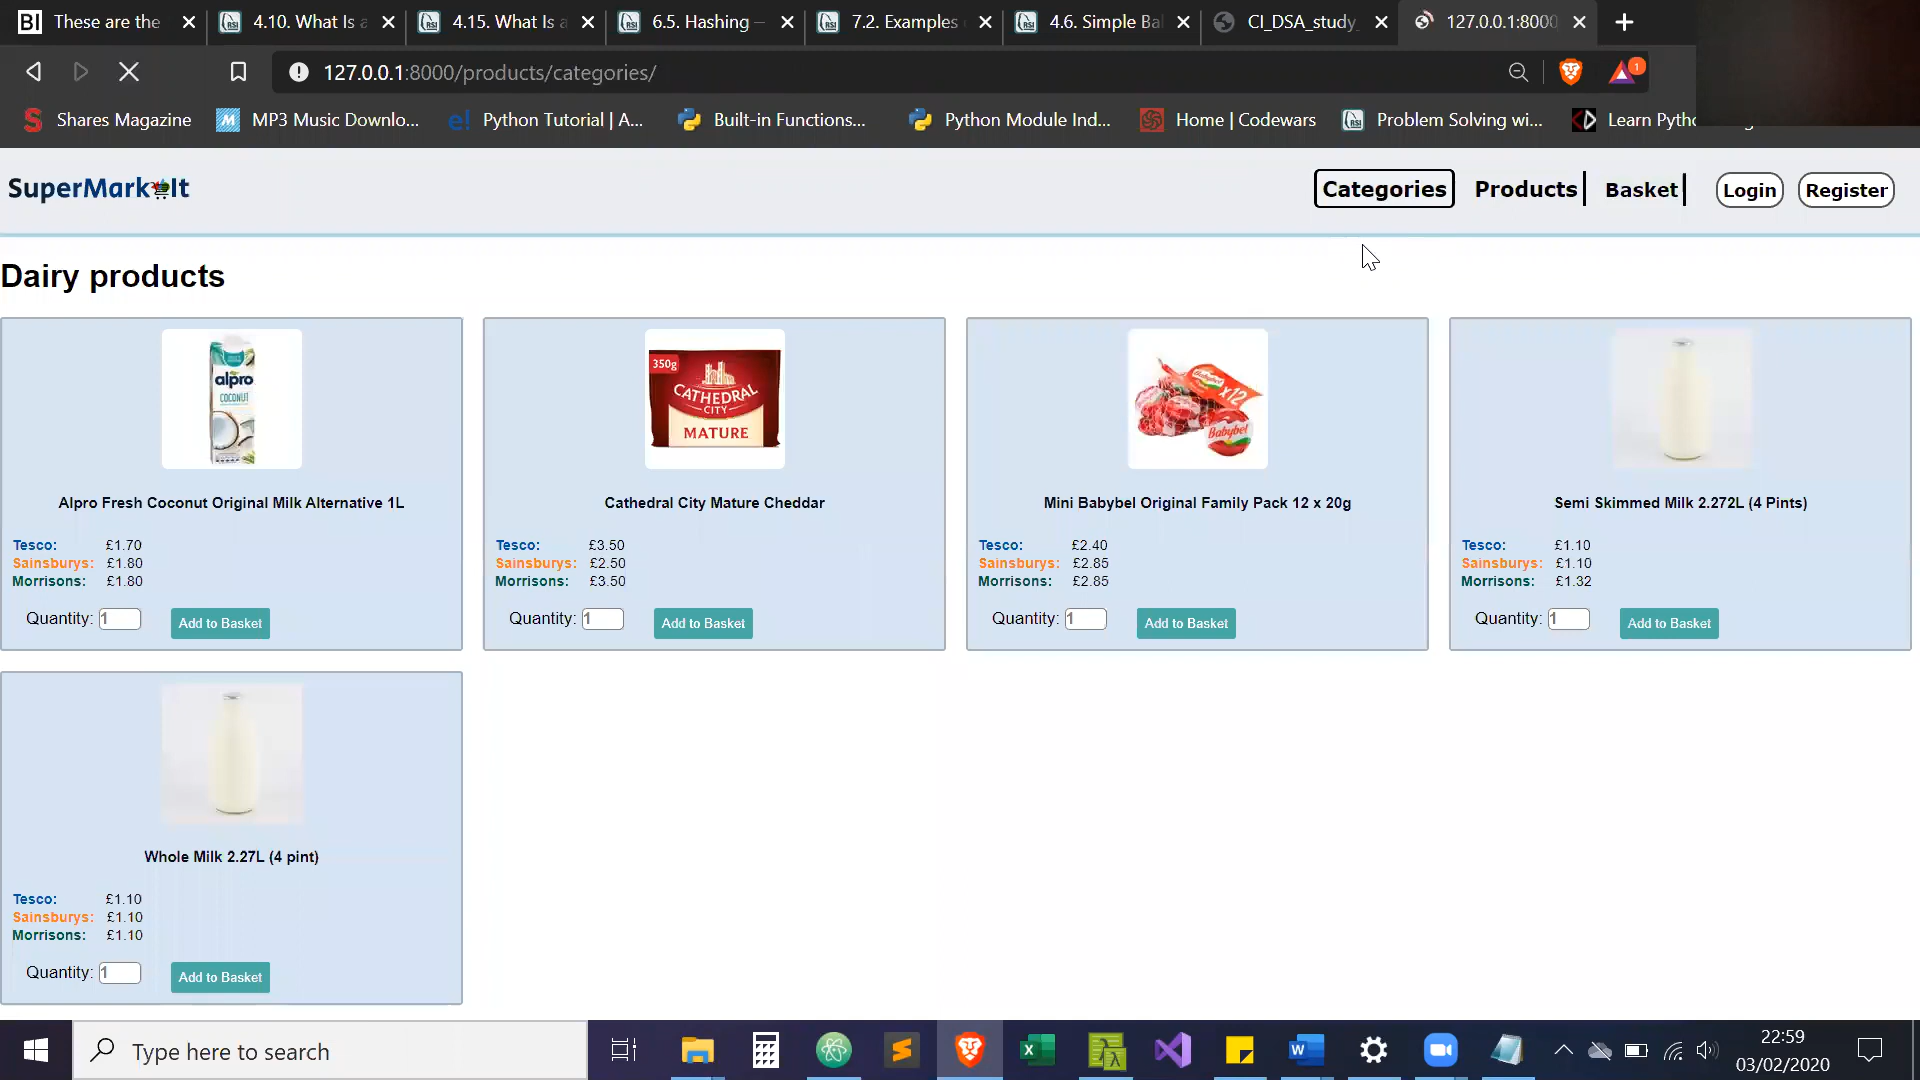 These are the
4.10. What Is a
4.15. What Is a
6.5. Hashing —
7.2. Examples
4.6. Simple Bal
CI_DSA_study_
127.0.0.1:8000
127.0.0.1:8000/products/categories/
1
Shares Magazine
MP3 Music Downlo...
Python Tutorial | A...
Built-in Functions...
Python Module Ind...
Home | Codewars
Problem Solving wi...
SuperMark It
Categories
Products
Basket
Login
Register
Dairy products
alpro
COCONUT
350g
CATHEDRAL
CITY
MATURE
Babybel
x12
Babybel
Alpro Fresh Coconut Original Milk Alternative 1L
Tesco: £1.70
Sainsburys: £1.80
Morrisons: £1.80
Quantity: 1 Add to Basket
Cathedral City Mature Cheddar
Tesco: £3.50
Sainsburys: £2.50
Morrisons: £3.50
Quantity: 1 Add to Basket
Mini Babybel Original Family Pack 12 x 20g
Tesco: £2.40
Sainsburys: £2.85
Morrisons: £2.85
Quantity: 1 Add to Basket
Semi Skimmed Milk 2.272L (4 Pints)
Tesco: £1.10
Sainsburys: £1.10
Morrisons: £1.32
Quantity: 1 Add to Basket
Whole Milk 2.27L (4 pint)
Tesco: £1.10
Sainsburys: £1.10
Morrisons: £1.10
Quantity: 1 Add to Basket
Type here to search
22:59
03/02/2020